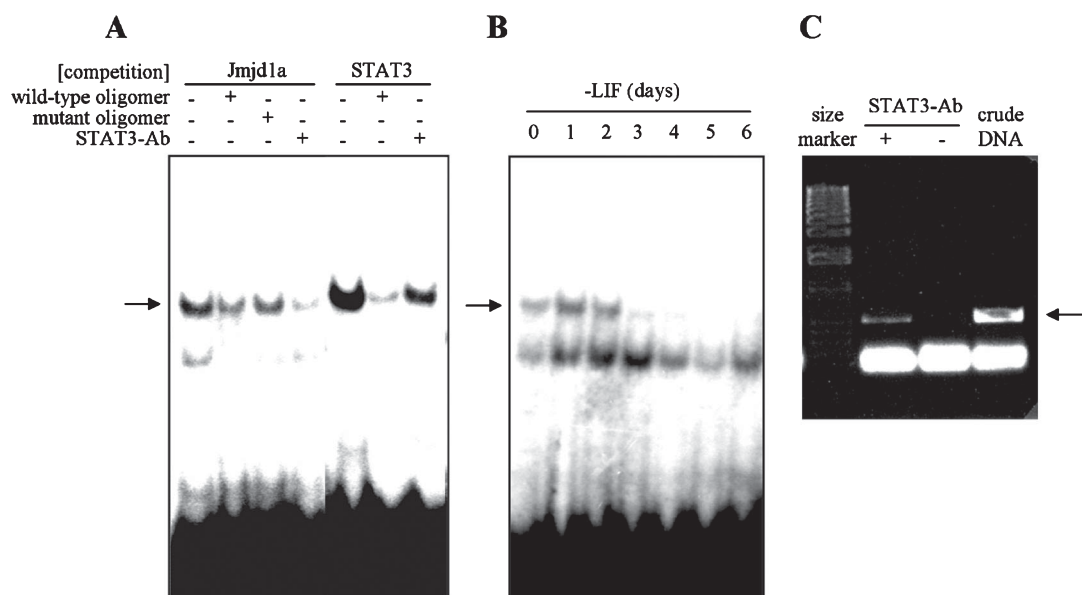 A
[competition] Jmjd1a STAT3
wild-type oligomer - + - - - + -
mutant oligomer - - + - - - -
STAT3-Ab - - - + - - +
B
-LIF (days)
0 1 2 3 4 5 6
C
size marker
STAT3-Ab
+ -
crude DNA